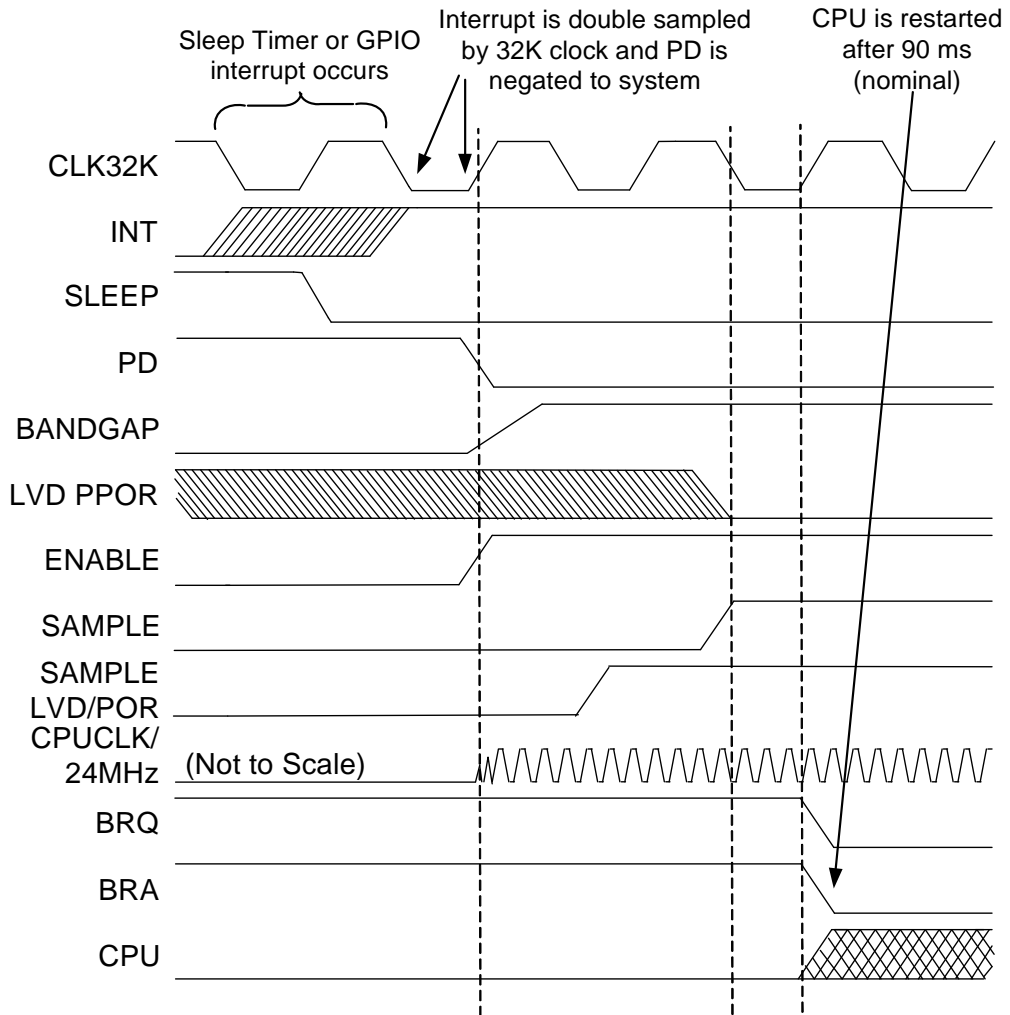 Sleep Timer or GPIO
interrupt occurs
Interrupt is double sampled
by 32K clock and PD is
negated to system
CPU is restarted
after 90 ms
(nominal)
CLK32K
INT
SLEEP
PD
BANDGAP
LVD PPOR
ENABLE
SAMPLE
SAMPLE
LVD/POR
CPUCLK/
24MHz
(Not to Scale)
BRQ
BRA
CPU